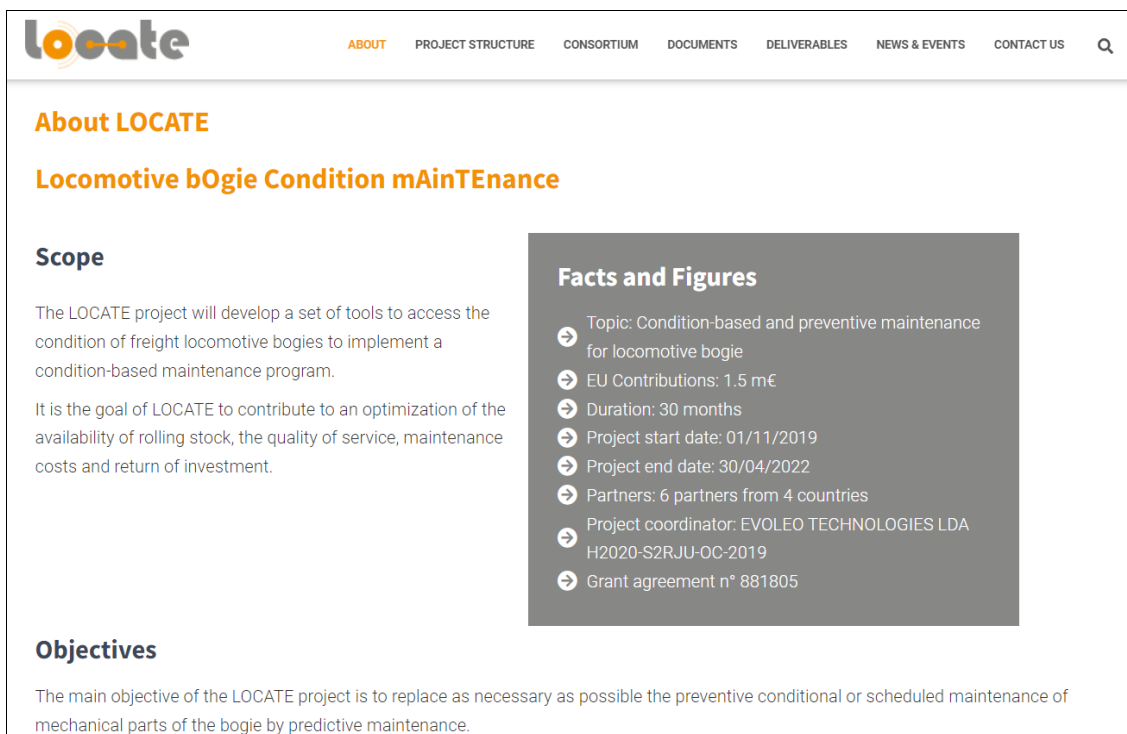 locate
ABOUT PROJECT STRUCTURE CONSORTIUM DOCUMENTS DELIVERABLES NEWS & EVENTS CONTACT US
About LOCATE
Locomotive bOgie Condition mAinTEnance
Scope
The LOCATE project will develop a set of tools to access the
condition of freight locomotive bogies to implement a
condition-based maintenance program.
It is the goal of LOCATE to contribute to an optimization of the
availability of rolling stock, the quality of service, maintenance
costs and return of investment.
Facts and Figures
Topic: Condition-based and preventive maintenance
for locomotive bogie
EU Contributions: 1.5 m€
Duration: 30 months
Project start date: 01/11/2019
Project end date: 30/04/2022
Partners: 6 partners from 4 countries
Project coordinator: EVOLEO TECHNOLOGIES LDA
H2020-S2RJU-OC-2019
Grant agreement n° 881805
Objectives
The main objective of the LOCATE project is to replace as necessary as possible the preventive conditional or scheduled maintenance of
mechanical parts of the bogie by predictive maintenance.